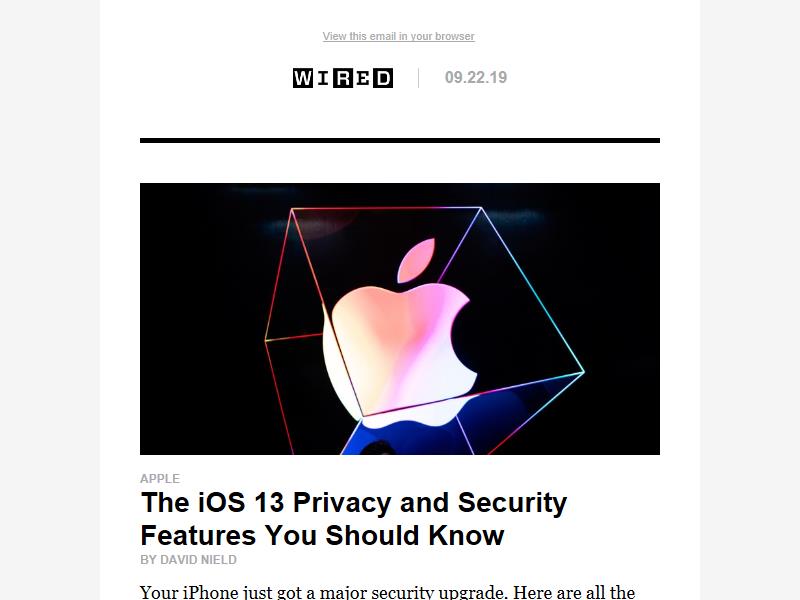 View this email in your browser
WIRED 09.22.19
APPLE
The iOS 13 Privacy and Security
Features You Should Know
BY DAVID NIELD
Your iPhone just got a major security upgrade. Here are all the